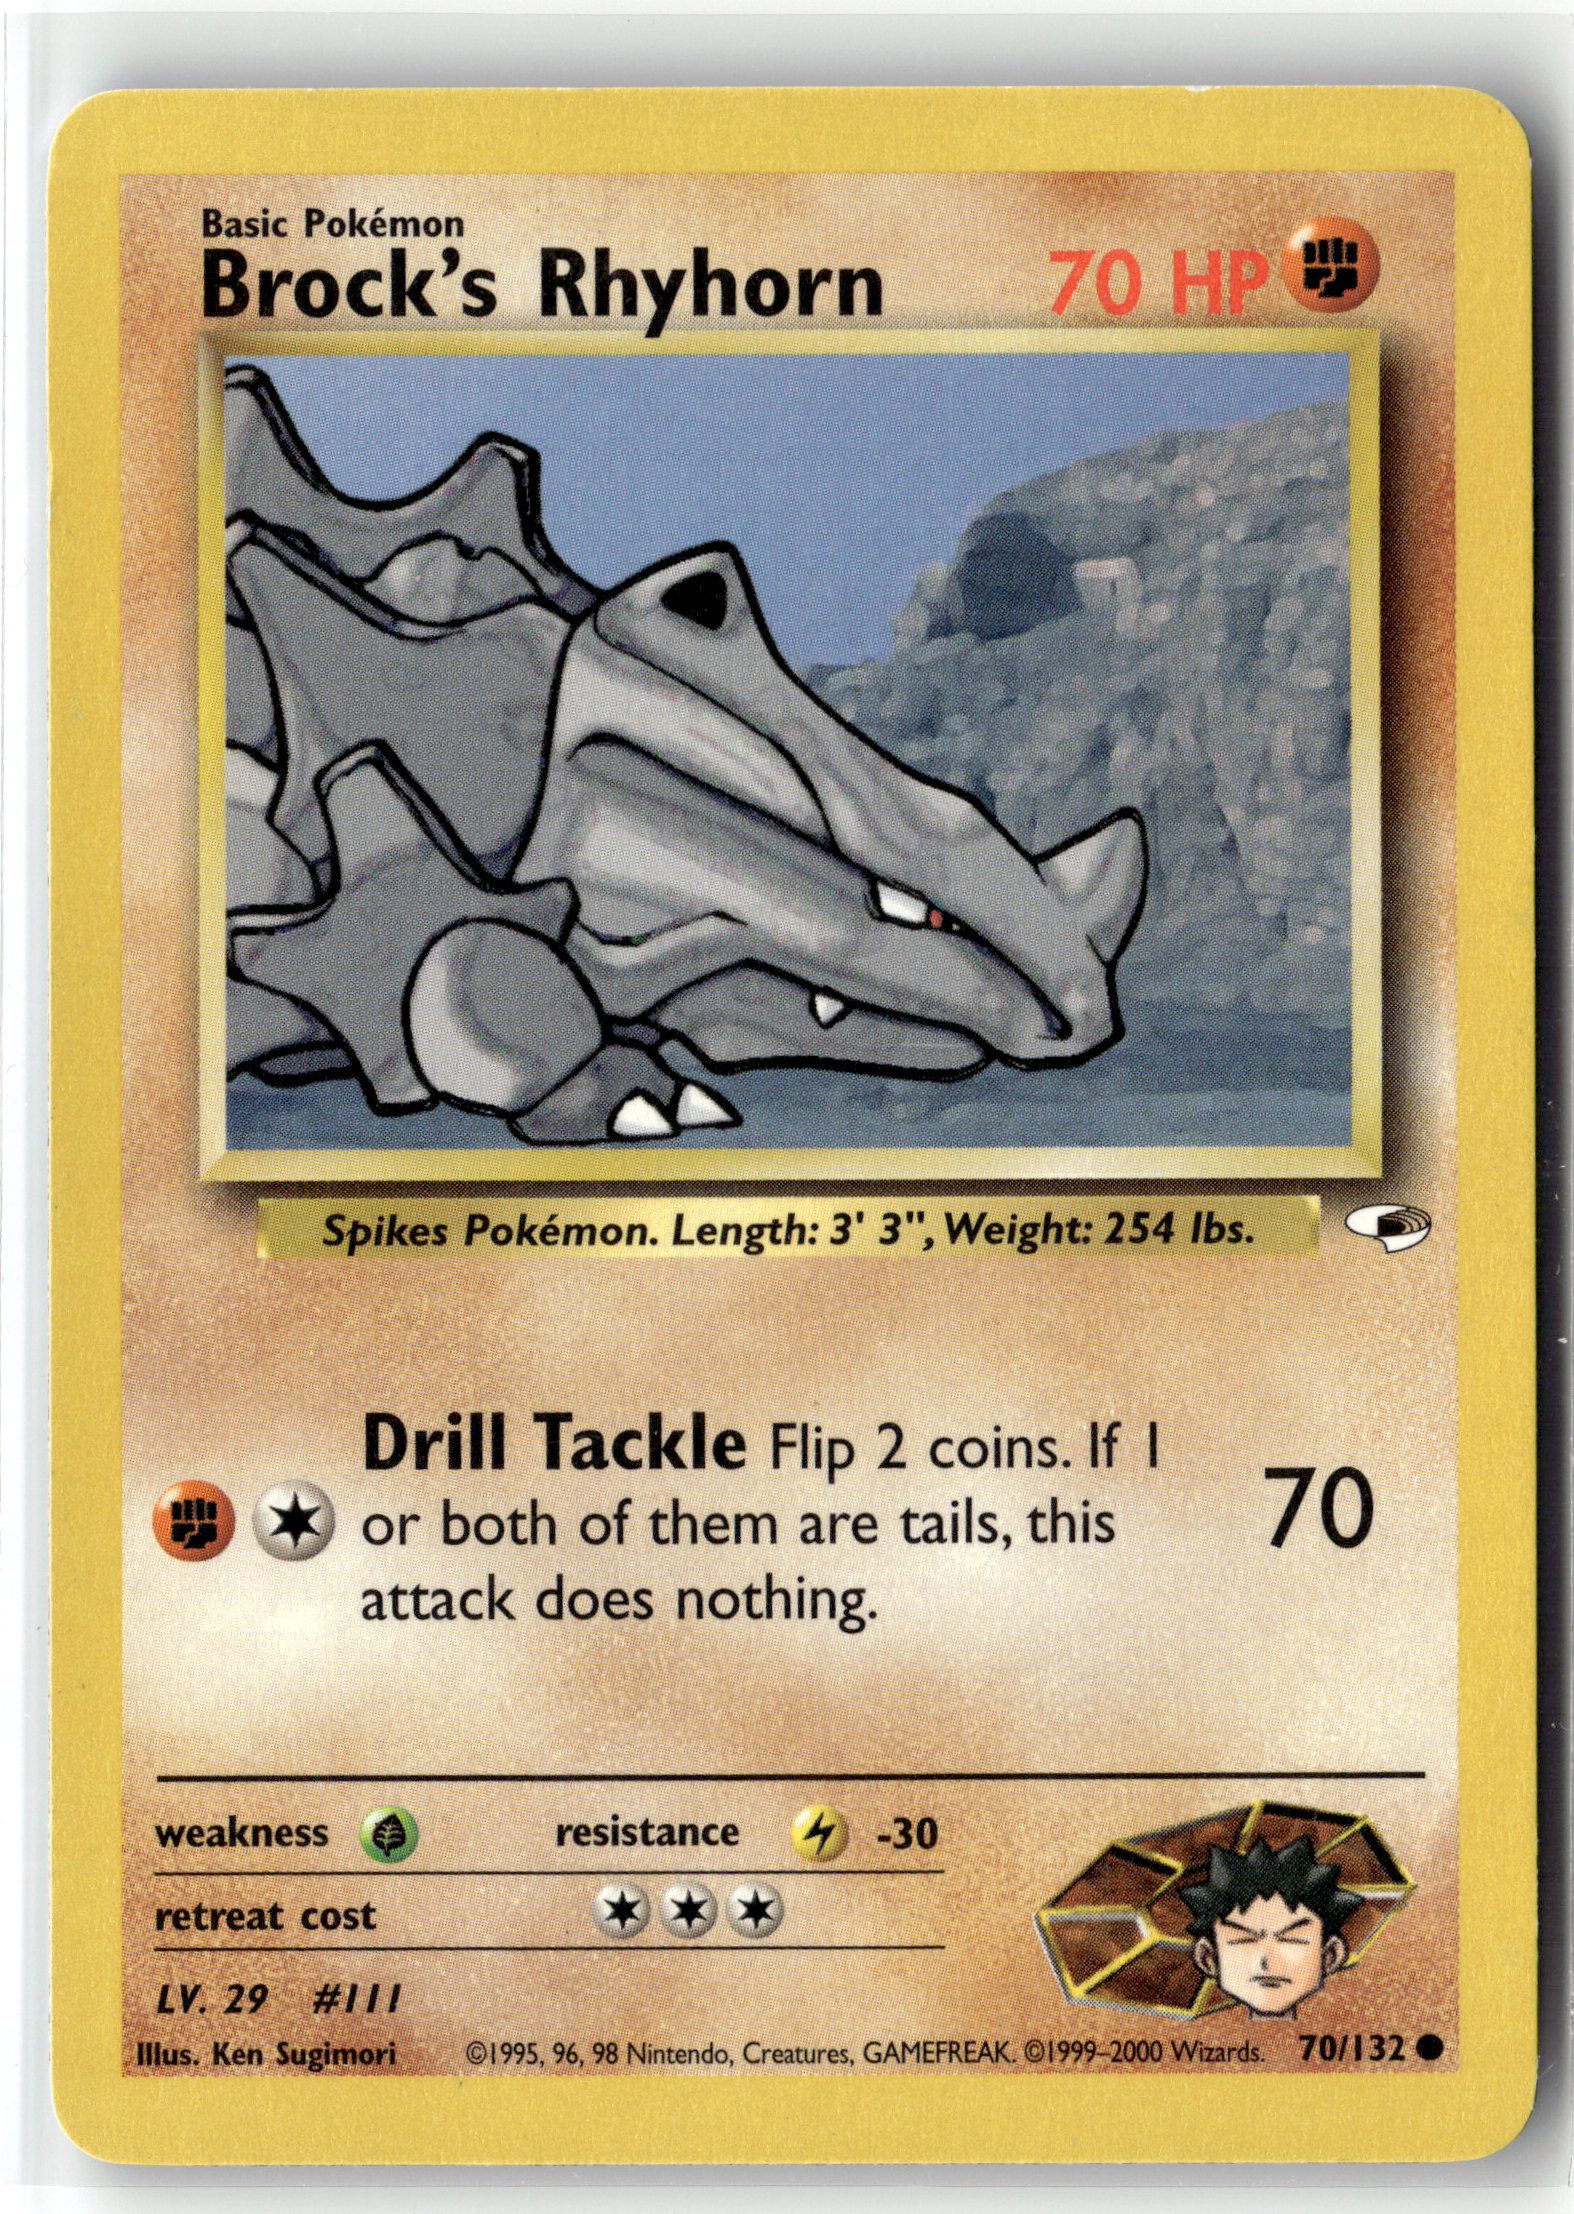 Basic Pokémon
Brock's Rhyhorn 70 HP
Spikes Pokémon. Length: 3' 3", Weight: 254 lbs.
Drill Tackle Flip 2 coins. If 1
or both of them are tails, this
attack does nothing.
70
weakness resistance -30
retreat cost
LV. 29 #111
Illus. Ken Sugimori ©1995, 96, 98 Nintendo, Creatures, GAMEFREAK. ©1999–2000 Wizards. 70/132 ●